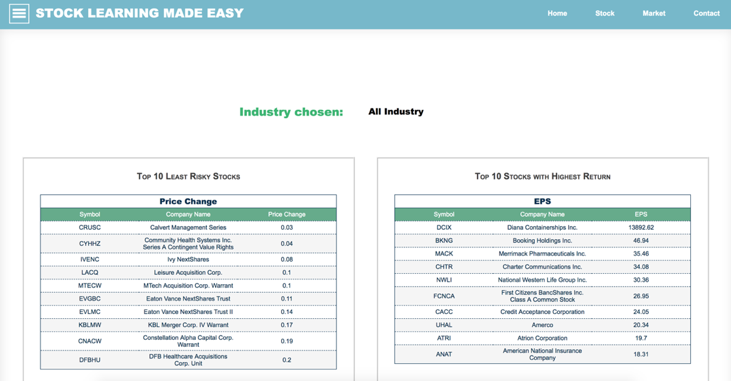 STOCK LEARNING MADE EASY
Home Stock Market Contact
Industry chosen: All Industry
Top 10 Least Risky Stocks
Price Change
Symbol Company Name Price Change
CRUSC Calvert Management Series 0.03
CYHHZ Community Health Systems Inc. Series A Contingent Value Rights 0.04
IVENC Ivy NextShares 0.08
LACQ Leisure Acquisition Corp. 0.1
MTECW MTech Acquisition Corp. Warrant 0.1
EVGBC Eaton Vance NextShares Trust 0.11
EVLMC Eaton Vance NextShares Trust II 0.14
KBLMW KBL Merger Corp. IV Warrant 0.17
CNACW Constellation Alpha Capital Corp. Warrant 0.19
DFBHU DFB Healthcare Acquisitions Corp. Unit 0.2
Top 10 Stocks with Highest Return
EPS
Symbol Company Name EPS
DCIX Diana Containerships Inc. 13892.62
BKNG Booking Holdings Inc. 46.94
MACK Merrimack Pharmaceuticals Inc. 35.46
CHTR Charter Communications Inc. 34.08
NWLI National Western Life Group Inc. 30.36
FCNCA First Citizens BancShares Inc. Class A Common Stock 26.95
CACC Credit Acceptance Corporation 24.05
UHAL Amerco 20.34
ATRI Atrion Corporation 19.7
ANAT American National Insurance Company 18.31